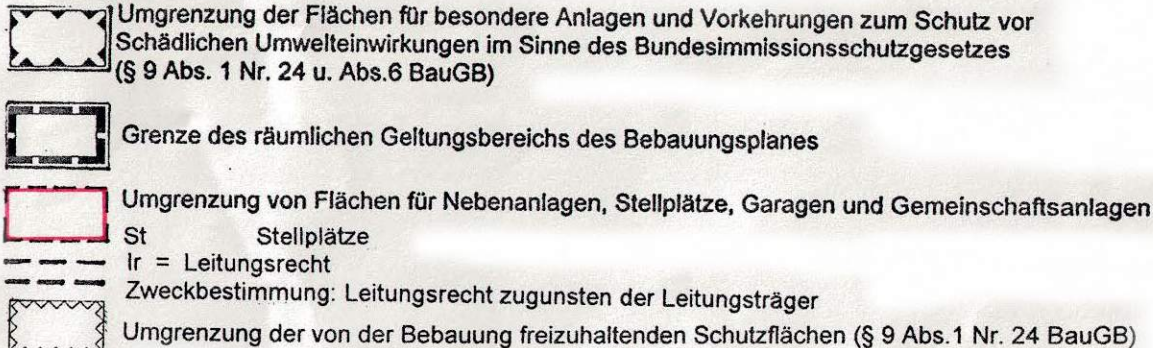 Umgrenzung der Flächen für besondere Anlagen und Vorkehrungen zum Schutz vor
Schädlichen Umwelteinwirkungen im Sinne des Bundesimmissionsschutzgesetzes
(§ 9 Abs. 1 Nr. 24 u. Abs.6 BauGB)
Grenze des räumlichen Geltungsbereichs des Bebauungsplanes
Umgrenzung von Flächen für Nebenanlagen, Stellplätze, Garagen und Gemeinschaftsanlagen
St Stellplätze
lr = Leitungsrecht
Zweckbestimmung: Leitungsrecht zugunsten der Leitungsträger
Umgrenzung der von der Bebauung freizuhaltenden Schutzflächen (§ 9 Abs.1 Nr. 24 BauGB)